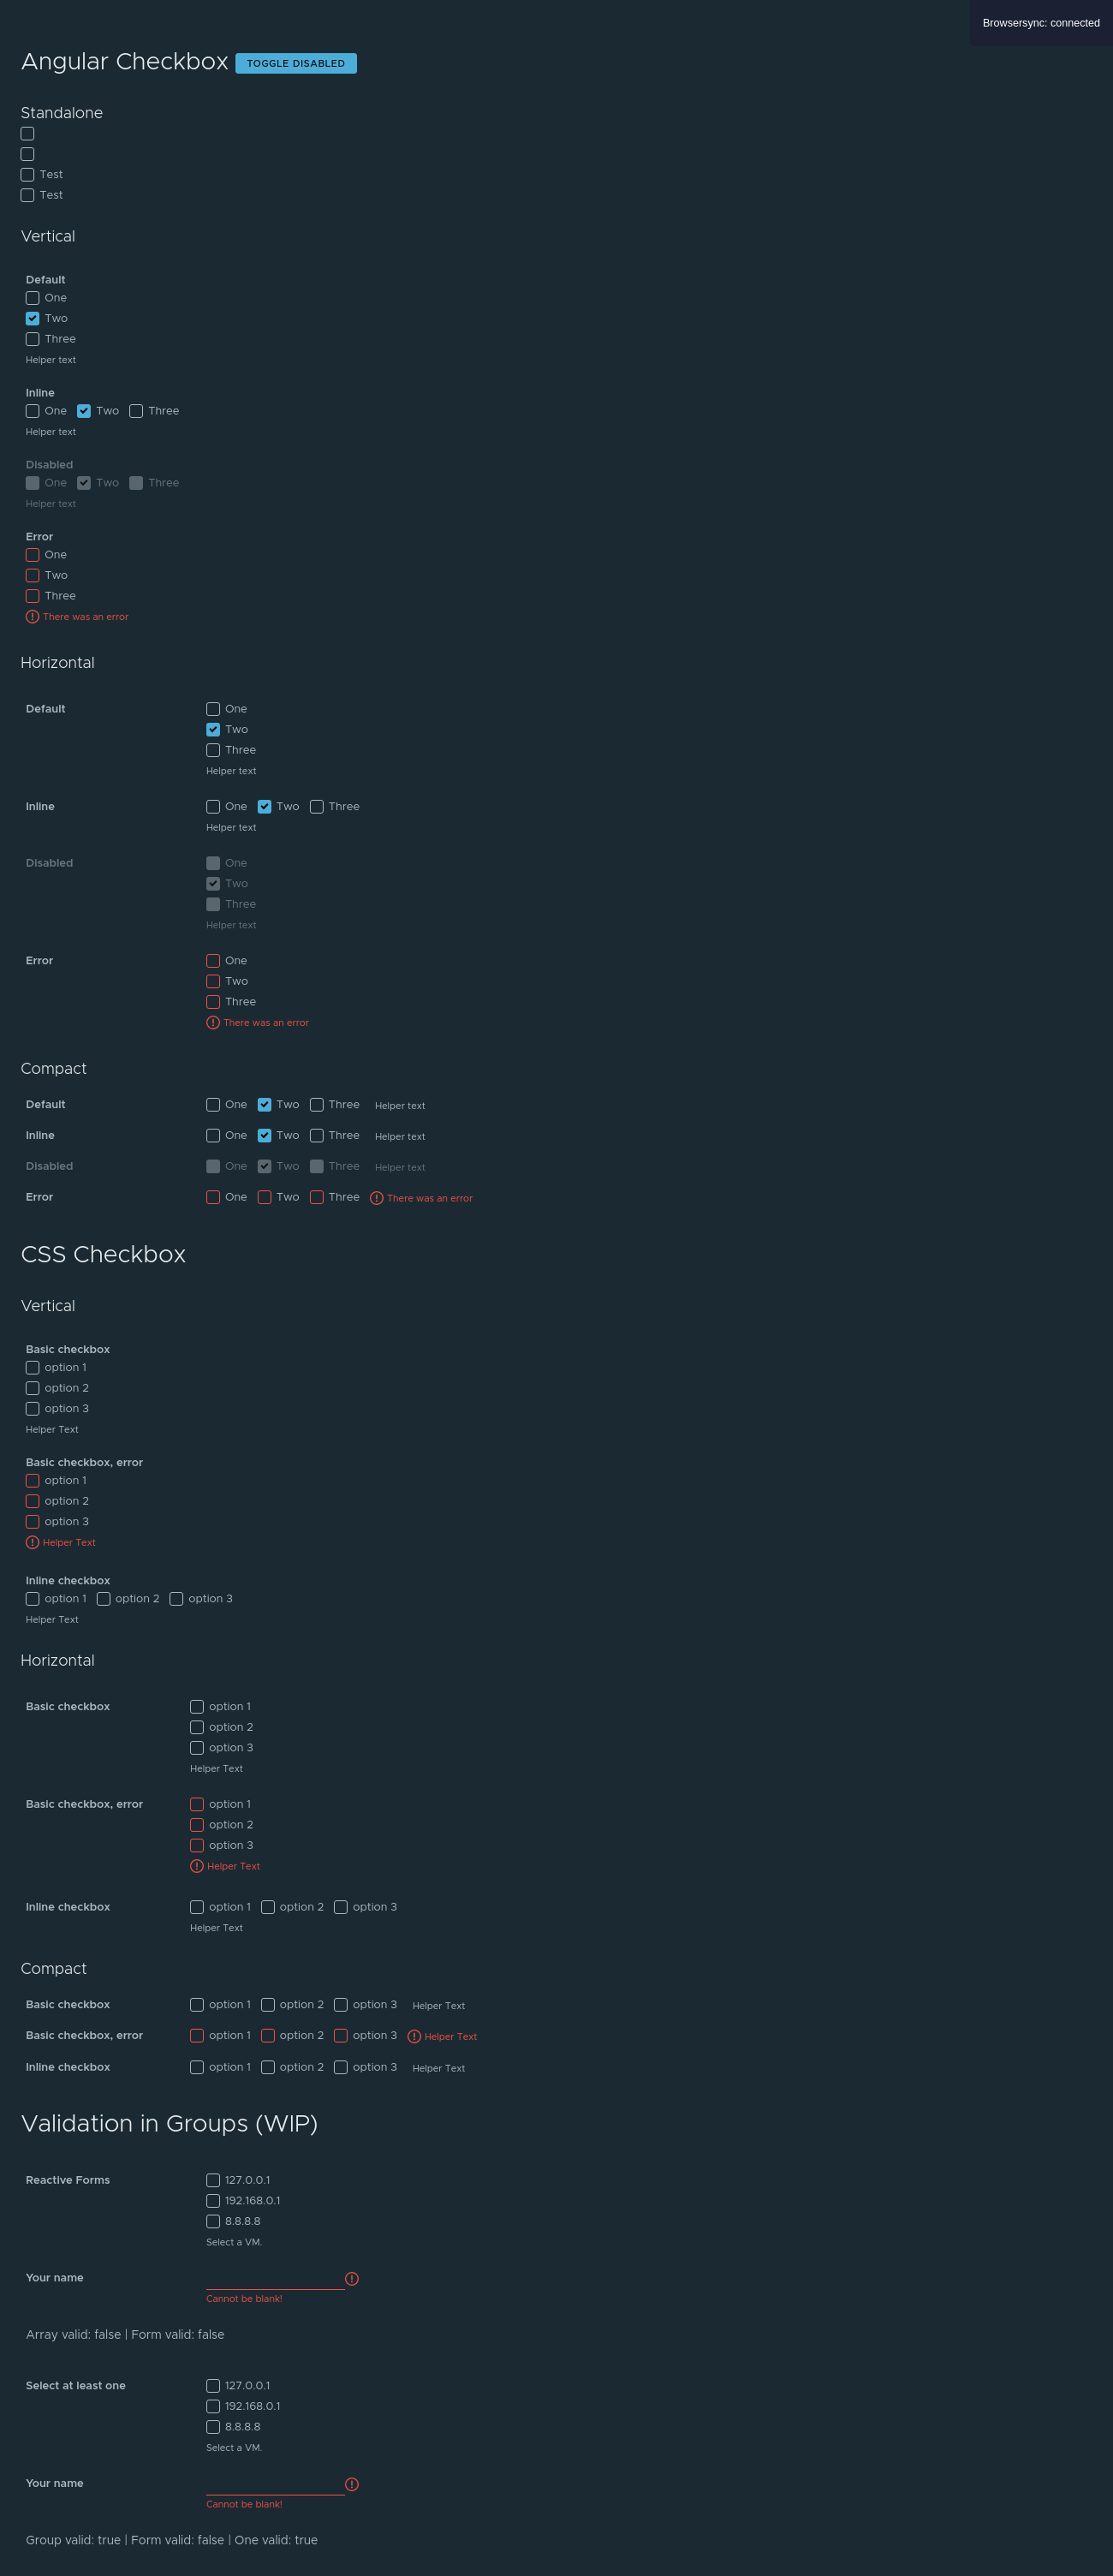 Browsersync: connected
Angular Checkbox TOGGLE DISABLED
Standalone
Test
Test
Vertical
Default
One
Two
Three
Helper text
Inline
One Two Three
Helper text
Disabled
One Two Three
Helper text
Error
One
Two
Three
There was an error
Horizontal
Default One
Two
Three
Helper text
Inline One Two Three
Helper text
Disabled One
Two
Three
Helper text
Error One
Two
Three
There was an error
Compact
Default One Two Three Helper text
Inline One Two Three Helper text
Disabled One Two Three Helper text
Error One Two Three There was an error
CSS Checkbox
Vertical
Basic checkbox
option 1
option 2
option 3
Helper Text
Basic checkbox, error
option 1
option 2
option 3
Helper Text
Inline checkbox
option 1 option 2 option 3
Helper Text
Horizontal
Basic checkbox option 1
option 2
option 3
Helper Text
Basic checkbox, error option 1
option 2
option 3
Helper Text
Inline checkbox option 1 option 2 option 3
Helper Text
Compact
Basic checkbox option 1 option 2 option 3 Helper Text
Basic checkbox, error option 1 option 2 option 3 Helper Text
Inline checkbox option 1 option 2 option 3 Helper Text
Validation in Groups (WIP)
Reactive Forms 127.0.0.1
192.168.0.1
8.8.8.8
Select a VM.
Your name
Cannot be blank!
Array valid: false | Form valid: false
Select at least one 127.0.0.1
192.168.0.1
8.8.8.8
Select a VM.
Your name
Cannot be blank!
Group valid: true | Form valid: false | One valid: true